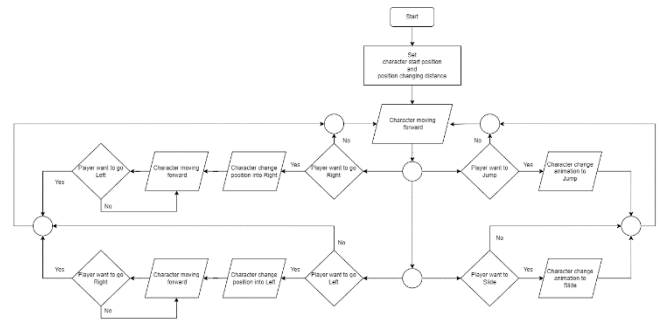 Start
Set
character start position
and
position changing distance
Character moving
forward
No
No
Player want to go
Left
Character moving
forward
Character change
position into Right
Yes
Player want to go
Right
Player want to
Jump
Yes
Character change
animation to
Jump
Yes
No
No
No
Yes
Player want to go
Right
Character moving
forward
Character change
position into Left
Yes
Player want to go
Left
Player want to
Slide
Yes
Character change
animation to
Slide
No